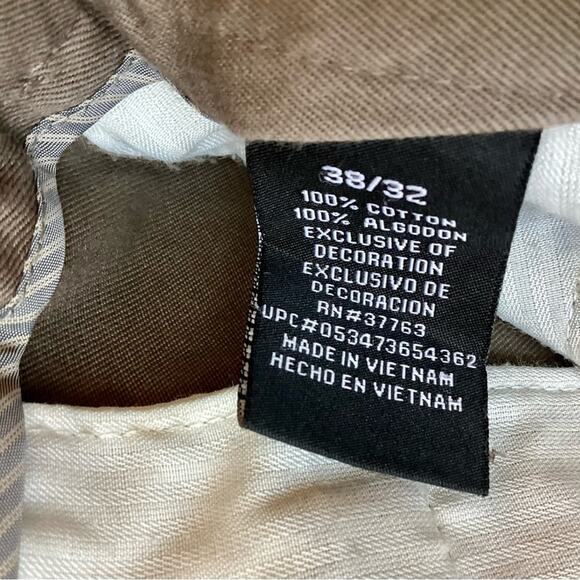 38/32
100% COTTON
100% ALGODON
EXCLUSIVE OF
DECORATION
EXCLUSIVO DE
DECORACION
RN#37763
UPC#053473654362
MADE IN VIETNAM
HECHO EN VIETNAM